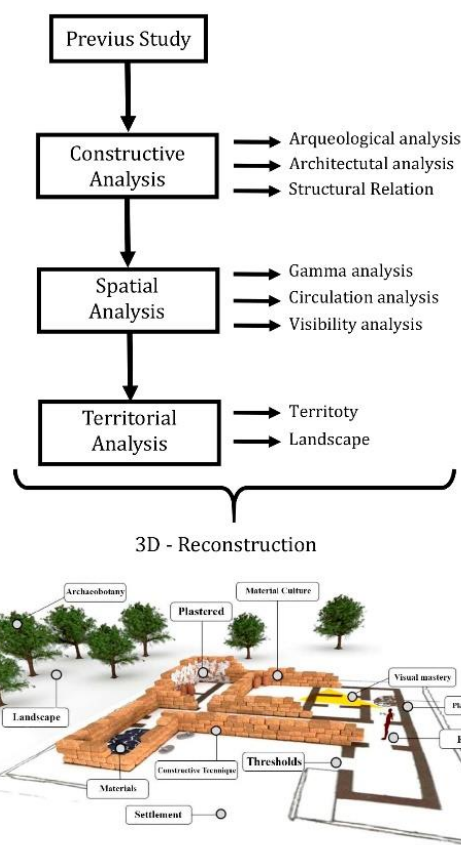 Previus Study
Constructive
Analysis
Arqueological analysis
Architectutal analysis
Structural Relation
Spatial
Analysis
Gamma analysis
Circulation analysis
Visibility analysis
Territorial
Analysis
Territoty
Landscape
3D - Reconstruction
Archaeobotany
Plastered
Material Culture
Visual mastery
Landscape
Thresholds
Constructive Technique
Materials
Settlement